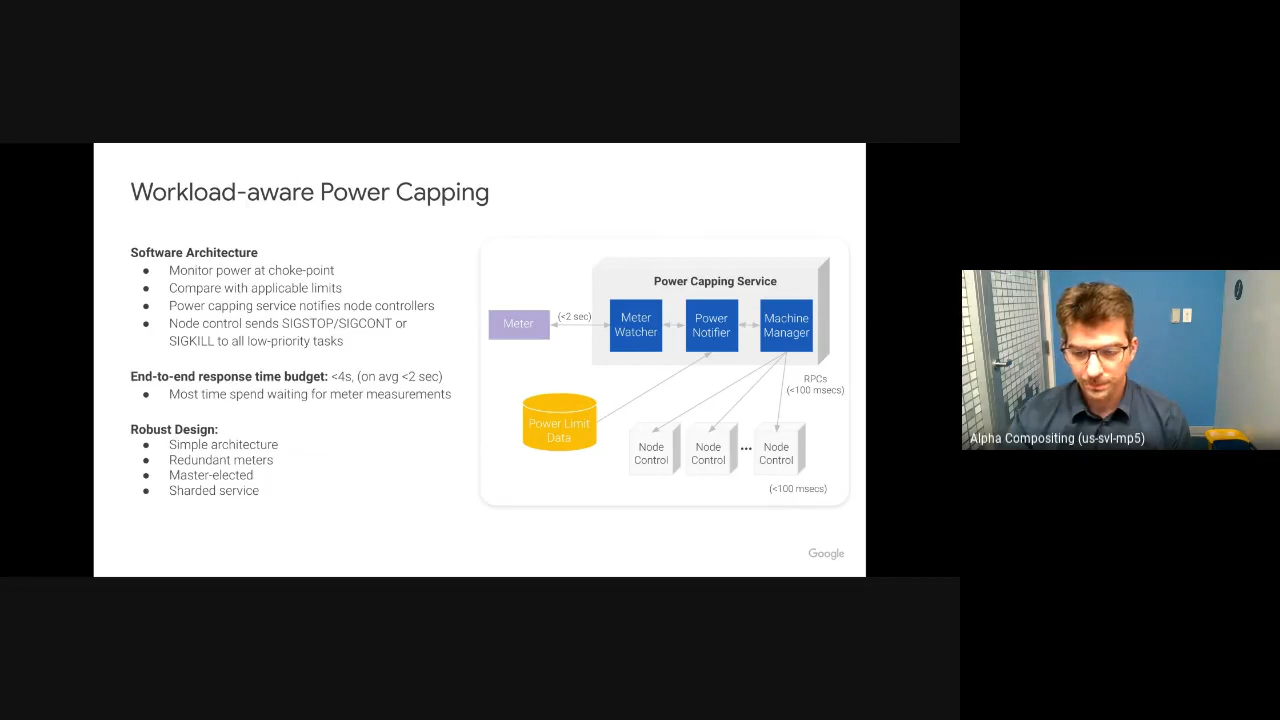 Workload-aware Power Capping
Software Architecture
● Monitor power at choke-point
● Compare with applicable limits
● Power capping service notifies node controllers
● Node control sends SIGSTOP/SIGCONT or
SIGKILL to all low-priority tasks
End-to-end response time budget: <4s, (on avg <2 sec)
● Most time spend waiting for meter measurements
Robust Design:
● Simple architecture
● Redundant meters
● Master-elected
● Sharded service
Power Capping Service
Meter
(<2 sec)
Meter
Watcher
Power
Notifier
Machine
Manager
RPCs
(<100 msecs)
Power Limit
Data
Node
Control
Node
Control
...
Node
Control
(<100 msecs)
Google
Alpha Compositing (us-svl-mp5)